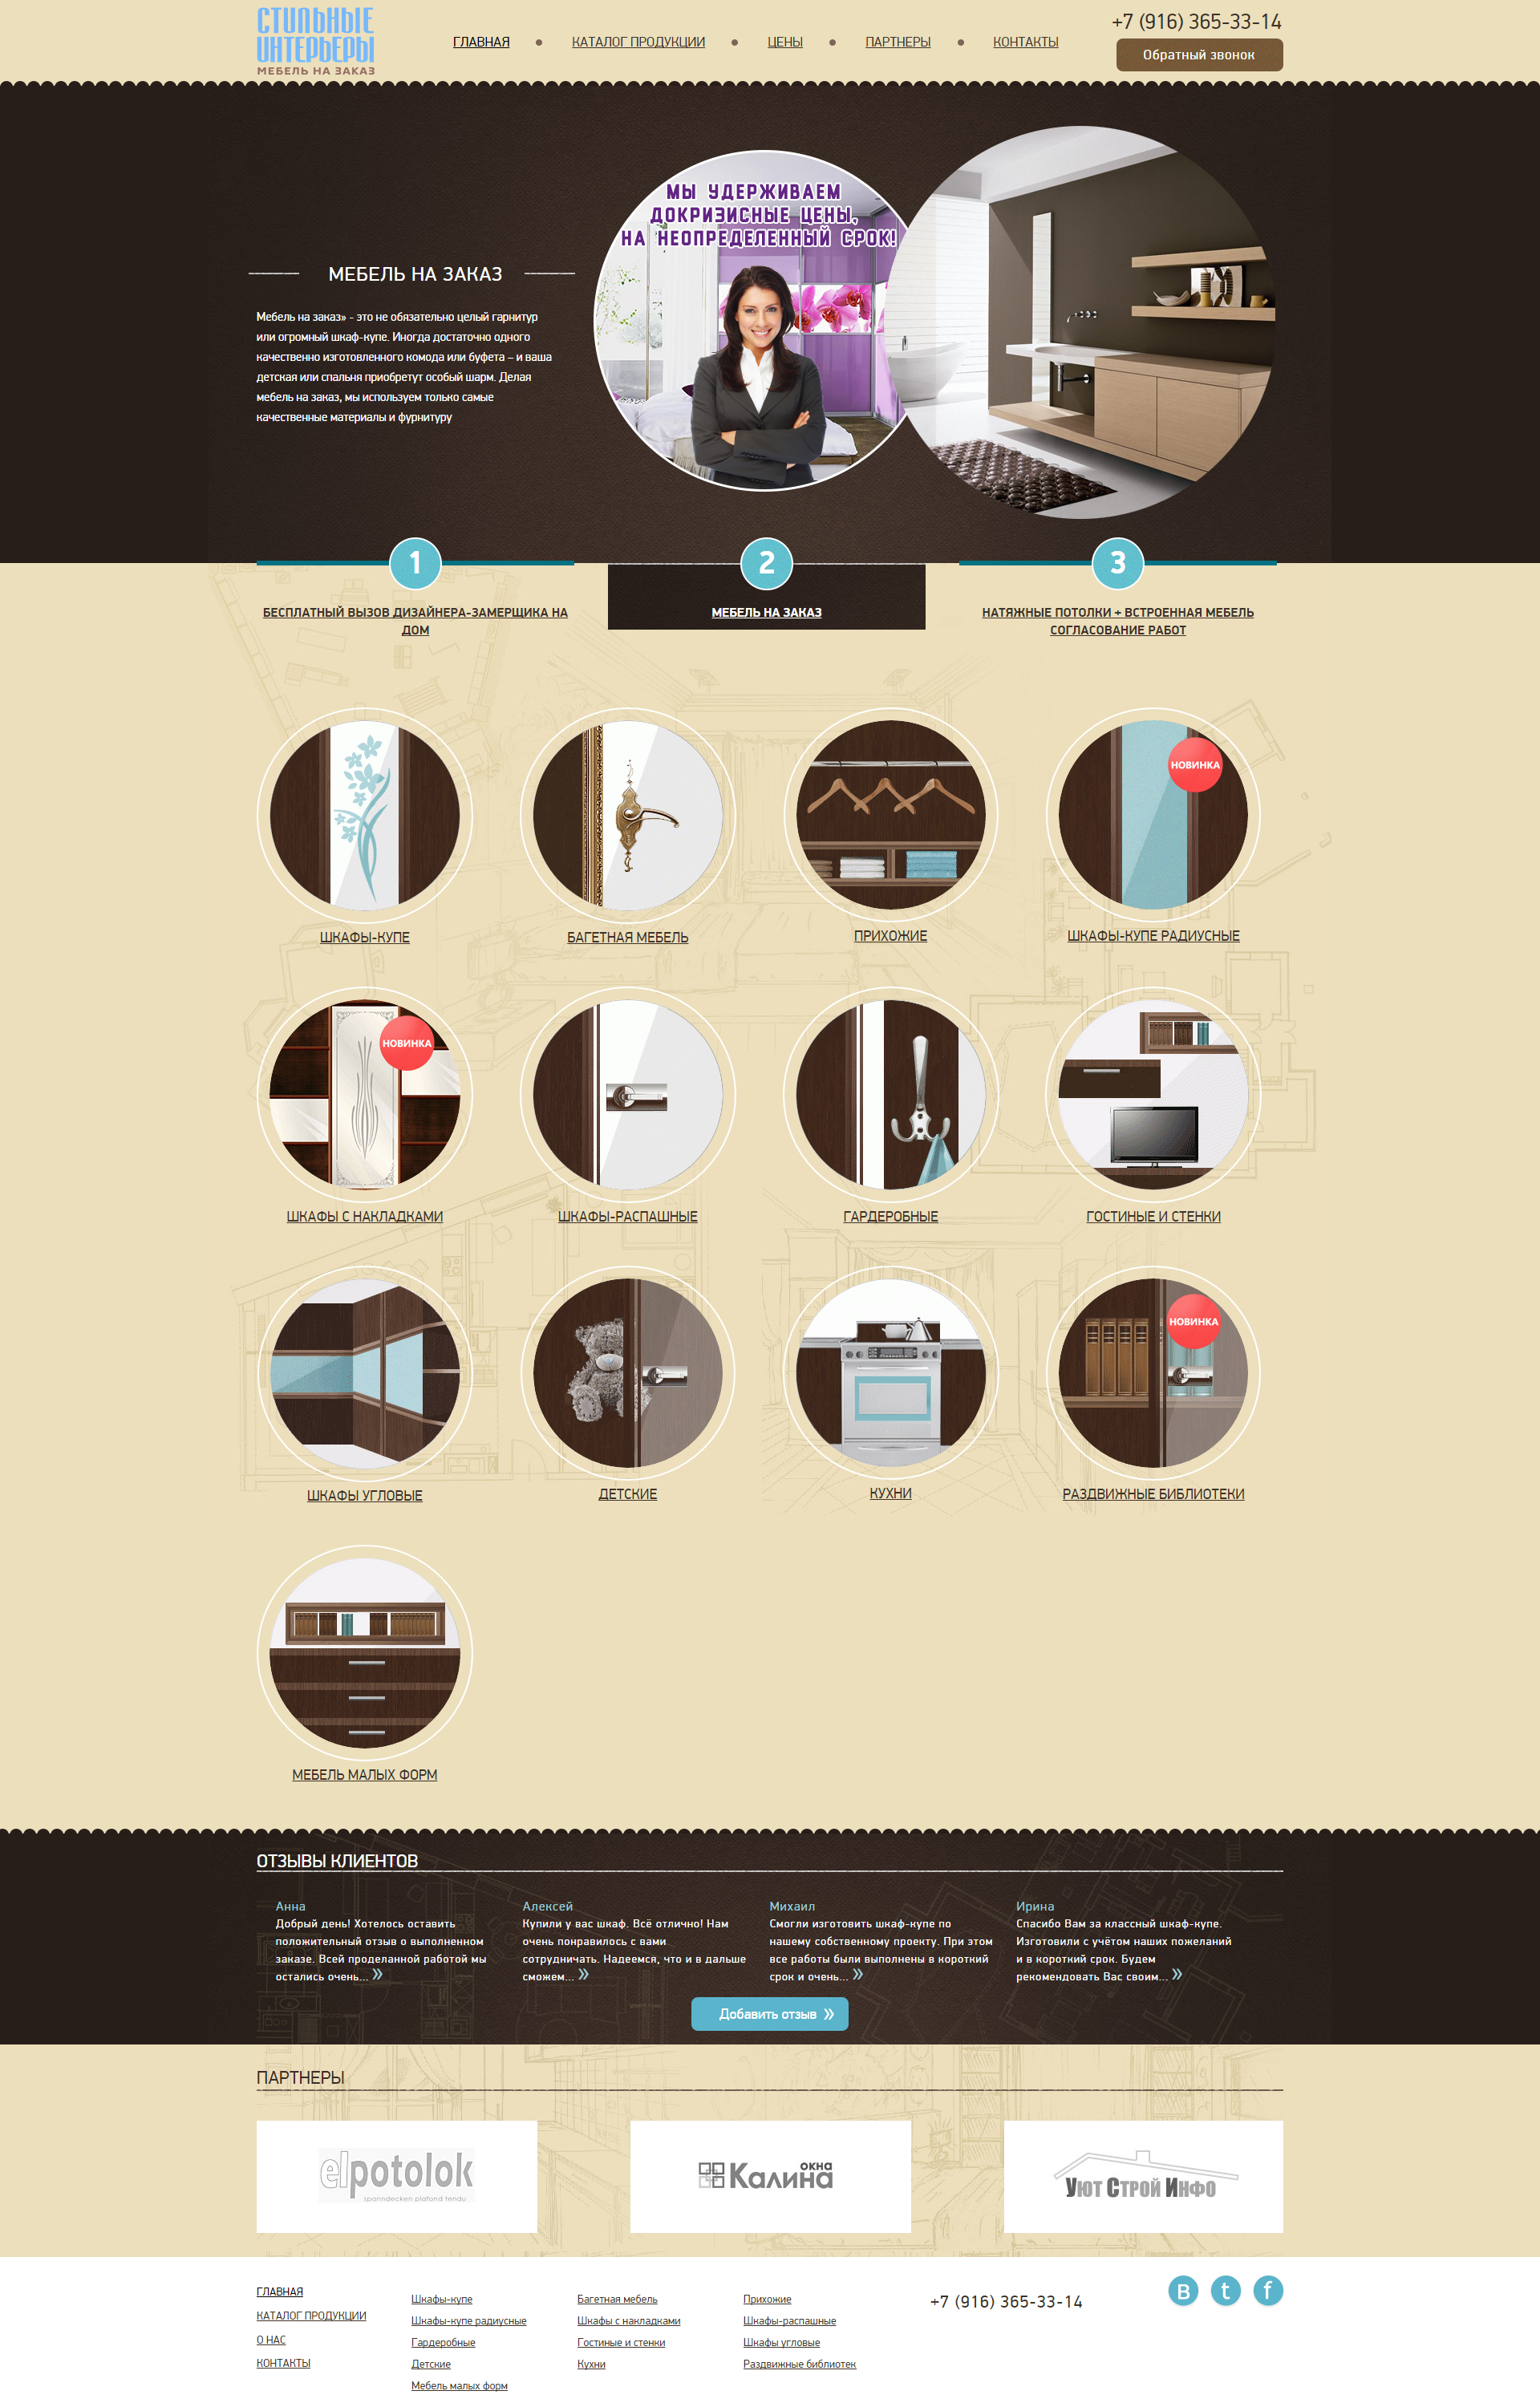 СТИЛЬНЫЕ
ИНТЕРЬЕРЫ
МЕБЕЛЬ НА ЗАКАЗ
ГЛАВНАЯ
КАТАЛОГ ПРОДУКЦИИ
ЦЕНЫ
ПАРТНЕРЫ
КОНТАКТЫ
+7 (916) 365-33-14
Обратный звонок
МЫ УДЕРЖИВАЕМ
ДОКРИЗИСНЫЕ ЦЕНЫ,
НА НЕОПРЕДЕЛЕННЫЙ СРОК!
МЕБЕЛЬ НА ЗАКАЗ
Мебель на заказ» - это не обязательно целый гарнитур
или огромный шкаф-купе. Иногда достаточно одного
качественно изготовленного комода или буфета – и ваша
детская или спальня приобретут особый шарм. Делая
мебель на заказ, мы используем только самые
качественные материалы и фурнитуру
1
БЕСПЛАТНЫЙ ВЫЗОВ ДИЗАЙНЕРА-ЗАМЕРЩИКА НА
ДОМ
2
МЕБЕЛЬ НА ЗАКАЗ
3
НАТЯЖНЫЕ ПОТОЛКИ + ВСТРОЕННАЯ МЕБЕЛЬ
СОГЛАСОВАНИЕ РАБОТ
НОВИНКА
ШКАФЫ-КУПЕ
БАГЕТНАЯ МЕБЕЛЬ
ПРИХОЖИЕ
ШКАФЫ-КУПЕ РАДИУСНЫЕ
НОВИНКА
ШКАФЫ С НАКЛАДКАМИ
ШКАФЫ-РАСПАШНЫЕ
ГАРДЕРОБНЫЕ
ГОСТИНЫЕ И СТЕНКИ
НОВИНКА
ШКАФЫ УГЛОВЫЕ
ДЕТСКИЕ
КУХНИ
РАЗДВИЖНЫЕ БИБЛИОТЕКИ
МЕБЕЛЬ МАЛЫХ ФОРМ
ОТЗЫВЫ КЛИЕНТОВ
Анна
Добрый день! Хотелось оставить
положительный отзыв о выполненном
заказе. Всей проделанной работой мы
остались очень... »
Алексей
Купили у вас шкаф. Всё отлично! Нам
очень понравилось с вами
сотрудничать. Надеемся, что и в дальше
сможем... »
Михаил
Смогли изготовить шкаф-купе по
нашему собственному проекту. При этом
все работы были выполнены в короткий
срок и очень... »
Ирина
Спасибо Вам за классный шкаф-купе.
Изготовили с учётом наших пожеланий
и в короткий срок. Будем
рекомендовать Вас своим... »
Добавить отзыв »
ПАРТНЕРЫ
elpotolok
spanndecken plafond tendu
окна
Калина
Уют Строй Инфо
ГЛАВНАЯ
КАТАЛОГ ПРОДУКЦИИ
О НАС
КОНТАКТЫ
Шкафы-купе
Шкафы-купе радиусные
Гардеробные
Детские
Мебель малых форм
Багетная мебель
Шкафы с накладками
Гостиные и стенки
Кухни
Прихожие
Шкафы-распашные
Шкафы угловые
Раздвижные библиотек
+7 (916) 365-33-14
B t f